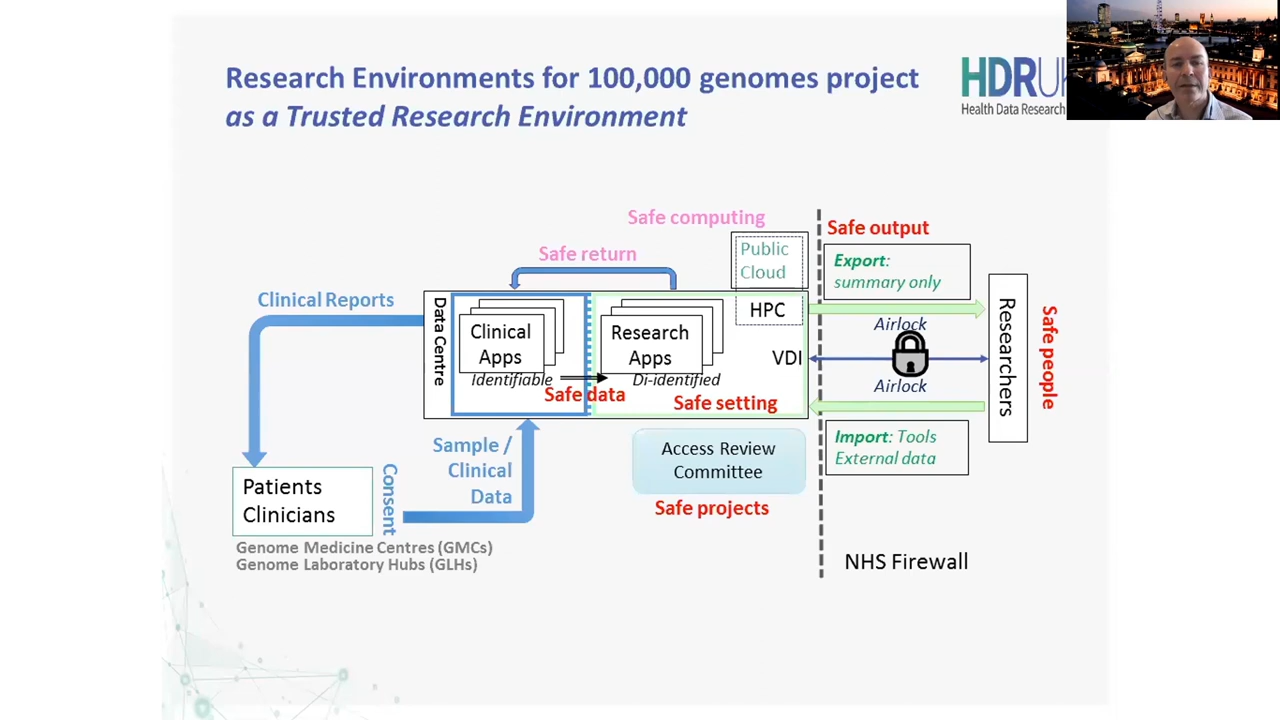 Research Environments for 100,000 genomes project
as a Trusted Research Environment
HDRU
Health Data Research
Safe computing
Safe return
Public
Cloud
Safe output
Export:
summary only
Clinical Reports
Data Centre
Clinical
Apps
Identifiable
Research
Apps
Di-identified
HPC
VDI
Safe data
Safe setting
Airlock
Airlock
Researchers
Safe people
Import: Tools
External data
Access Review
Committee
Safe projects
Sample /
Clinical
Data
Consent
Patients
Clinicians
Genome Medicine Centres (GMCs)
Genome Laboratory Hubs (GLHs)
NHS Firewall